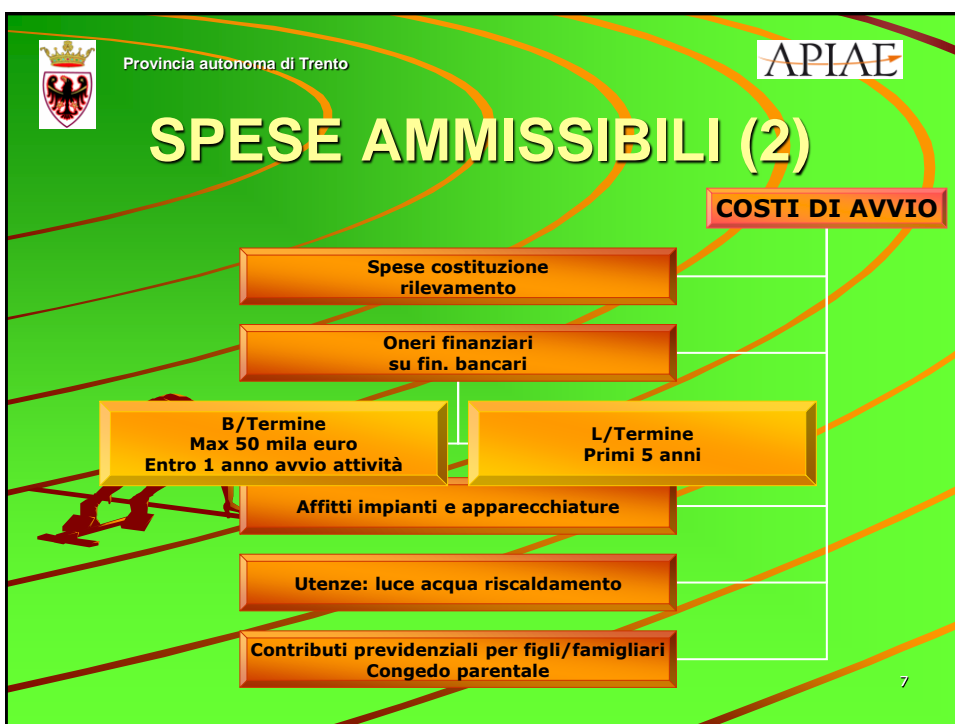 Provincia autonoma di Trento
APIAE
SPESE AMMISSIBILI (2)
COSTI DI AVVIO
Spese costituzione
rilevamento
Oneri finanziari
su fin. bancari
B/Termine
Max 50 mila euro
Entro 1 anno avvio attività
L/Termine
Primi 5 anni
Affitti impianti e apparecchiature
Utenze: luce acqua riscaldamento
Contributi previdenziali per figli/famigliari
Congedo parentale
7